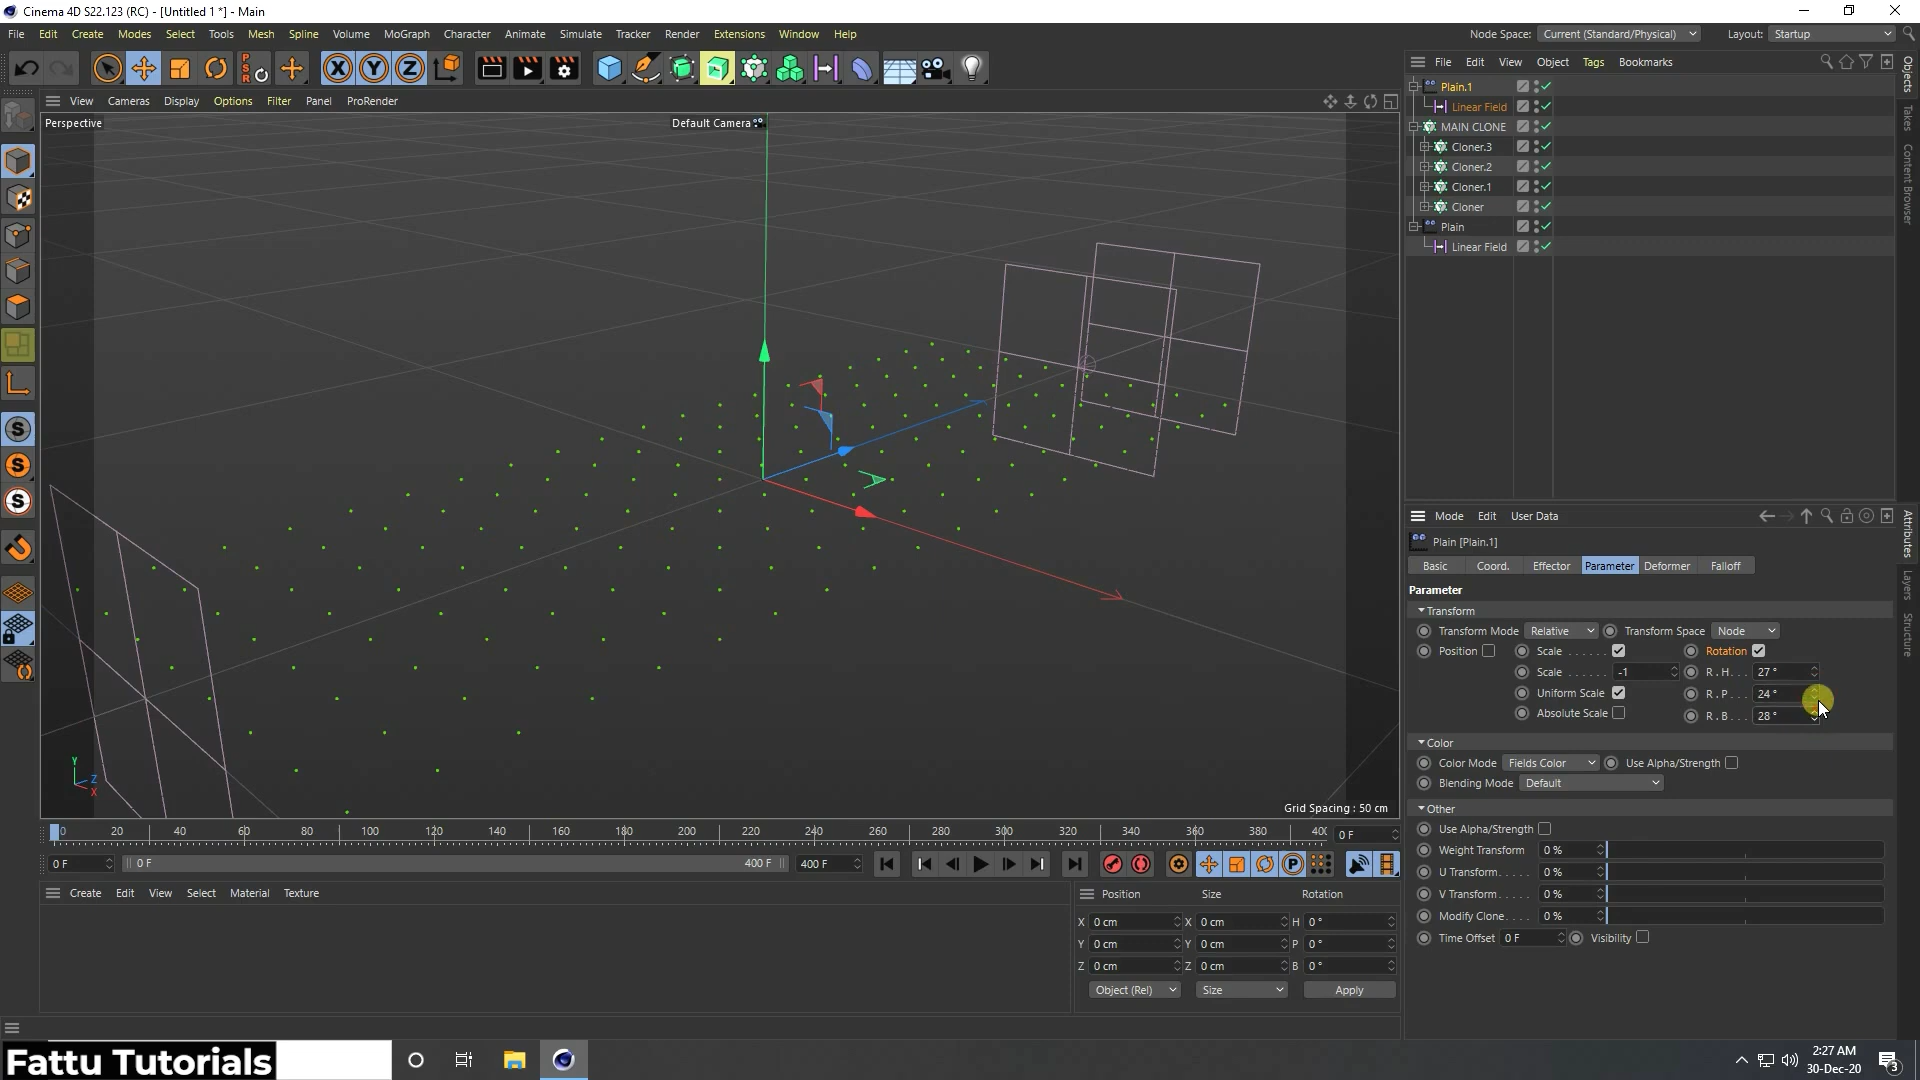 Cinema 4D S22.123 (RC) - [Untitled 1 *] - Main
File Edit Create Modes Select Tools Mesh Spline Volume MoGraph Character Animate Simulate Tracker Render Extensions Window Help
Node Space: Current (Standard/Physical) Layout: Startup
View Cameras Display Options Filter Panel ProRender
Perspective
Default Camera
Grid Spacing : 50 cm
File Edit View Object Tags Bookmarks
Plain.1
Linear Field
MAIN CLONE
Cloner.3
Cloner.2
Cloner.1
Cloner
Plain
Linear Field
Objects
Takes
Content Browser
Mode Edit User Data
Plain [Plain.1]
Basic Coord. Effector Parameter Deformer Falloff
Parameter
Transform
Transform Mode Relative Transform Space Node
Position Scale . . . . . . Rotation
Scale . . . . . . -1 R . H . . . 27 °
Uniform Scale R . P . . . 24 °
Absolute Scale R . B . . . 28 °
Color
Color Mode Fields Color Use Alpha/Strength
Blending Mode Default
Other
Use Alpha/Strength
Weight Transform 0 %
U Transform. . . . . 0 %
V Transform. . . . . 0 %
Modify Clone. . . . 0 %
Time Offset 0 F Visibility
Attributes
Layers
Structure
0 20 40 60 80 100 120 140 160 180 200 220 240 260 280 300 320 340 360 380 400 0 F
0 F 0 F 400 F 400 F
Create Edit View Select Material Texture
Position Size Rotation
X 0 cm X 0 cm H 0 °
Y 0 cm Y 0 cm P 0 °
Z 0 cm Z 0 cm B 0 °
Object (Rel) Size Apply
X Y Z
P S R
Y
Z
X
Fattu Tutorials
2:27 AM
30-Dec-20
3